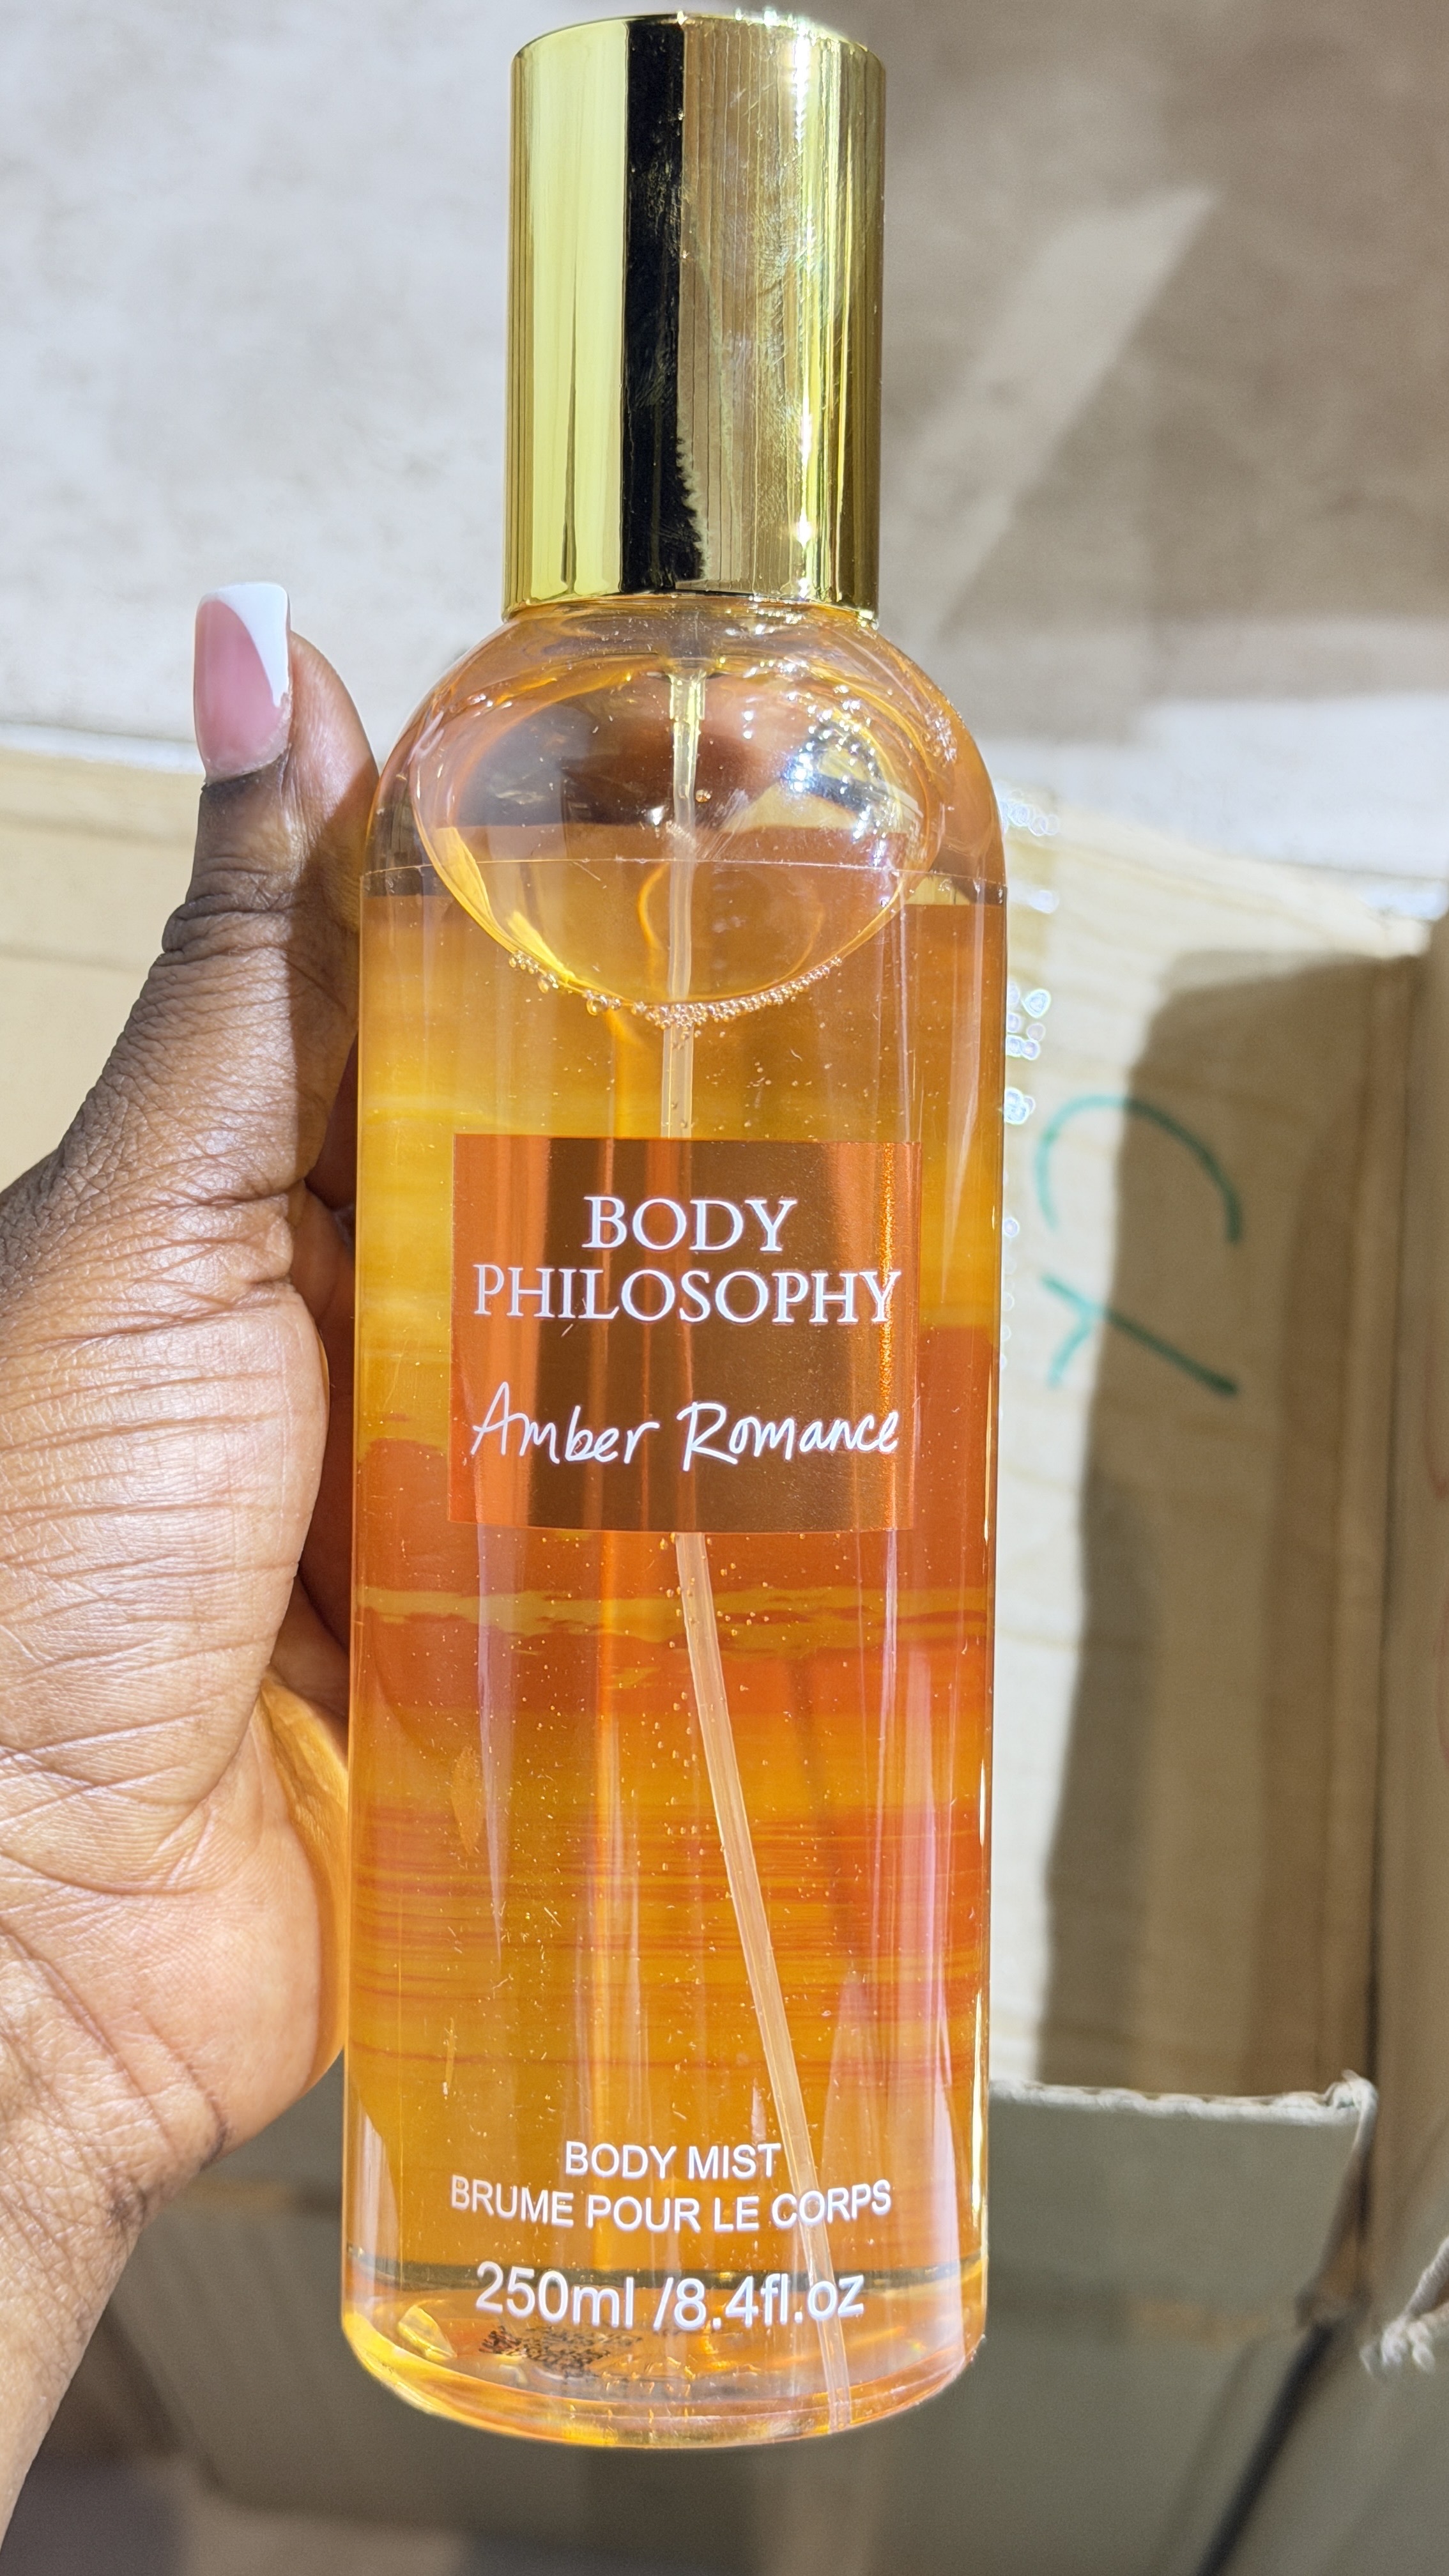 BODY
PHILOSOPHY
Amber Romance
BODY MIST
BRUME POUR LE CORPS
250ml /8.4fl.oz